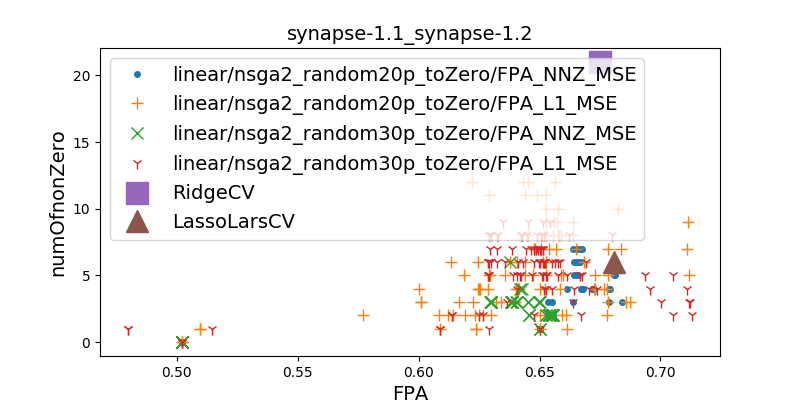 synapse-1.1_synapse-1.2
linear/nsga2_random20p_toZero/FPA_NNZ_MSE
linear/nsga2_random20p_toZero/FPA_L1_MSE
linear/nsga2_random30p_toZero/FPA_NNZ_MSE
linear/nsga2_random30p_toZero/FPA_L1_MSE
RidgeCV
LassoLarsCV
numOfnonZero
20
15
10
5
0
0.50 0.55 0.60 0.65 0.70
FPA